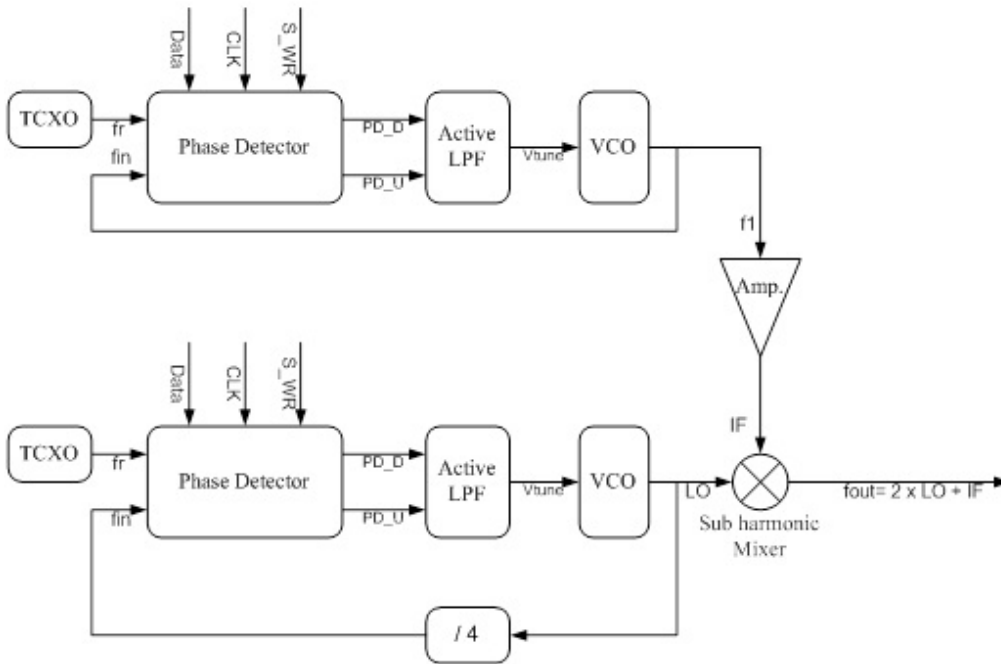 Data
CLK
S_WR
TCXO
fr
fin
Phase Detector
PD_D
PD_U
Active
LPF
Vtune
VCO
f1
Amp.
IF
Data
CLK
S_WR
TCXO
fr
fin
Phase Detector
PD_D
PD_U
Active
LPF
Vtune
VCO
LO
fout= 2 x LO + IF
Sub harmonic
Mixer
/ 4